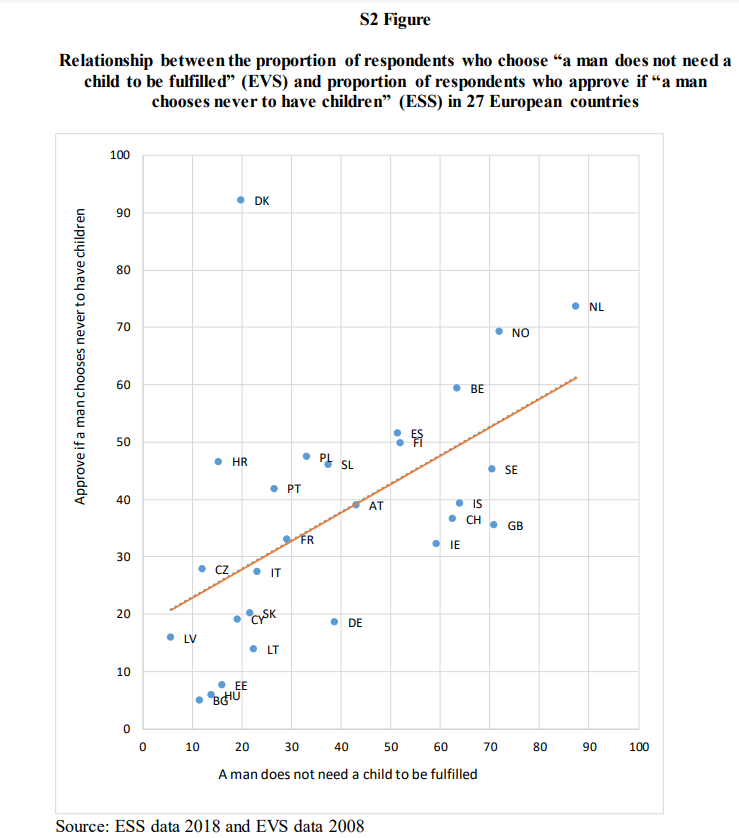 S2 Figure
Relationship between the proportion of respondents who choose “a man does not need a
child to be fulfilled” (EVS) and proportion of respondents who approve if “a man
chooses never to have children” (ESS) in 27 European countries
Approve if a man chooses never to have children
100
90
80
70
60
50
40
30
20
10
0
DK
NL
NO
BE
ES
FI
HR
PL
SL
SE
PT
AT
IS
CH
GB
FR
IE
CZ
IT
SK
CY
DE
LV
LT
EE
HU
BG
0 10 20 30 40 50 60 70 80 90 100
A man does not need a child to be fulfilled
Source: ESS data 2018 and EVS data 2008